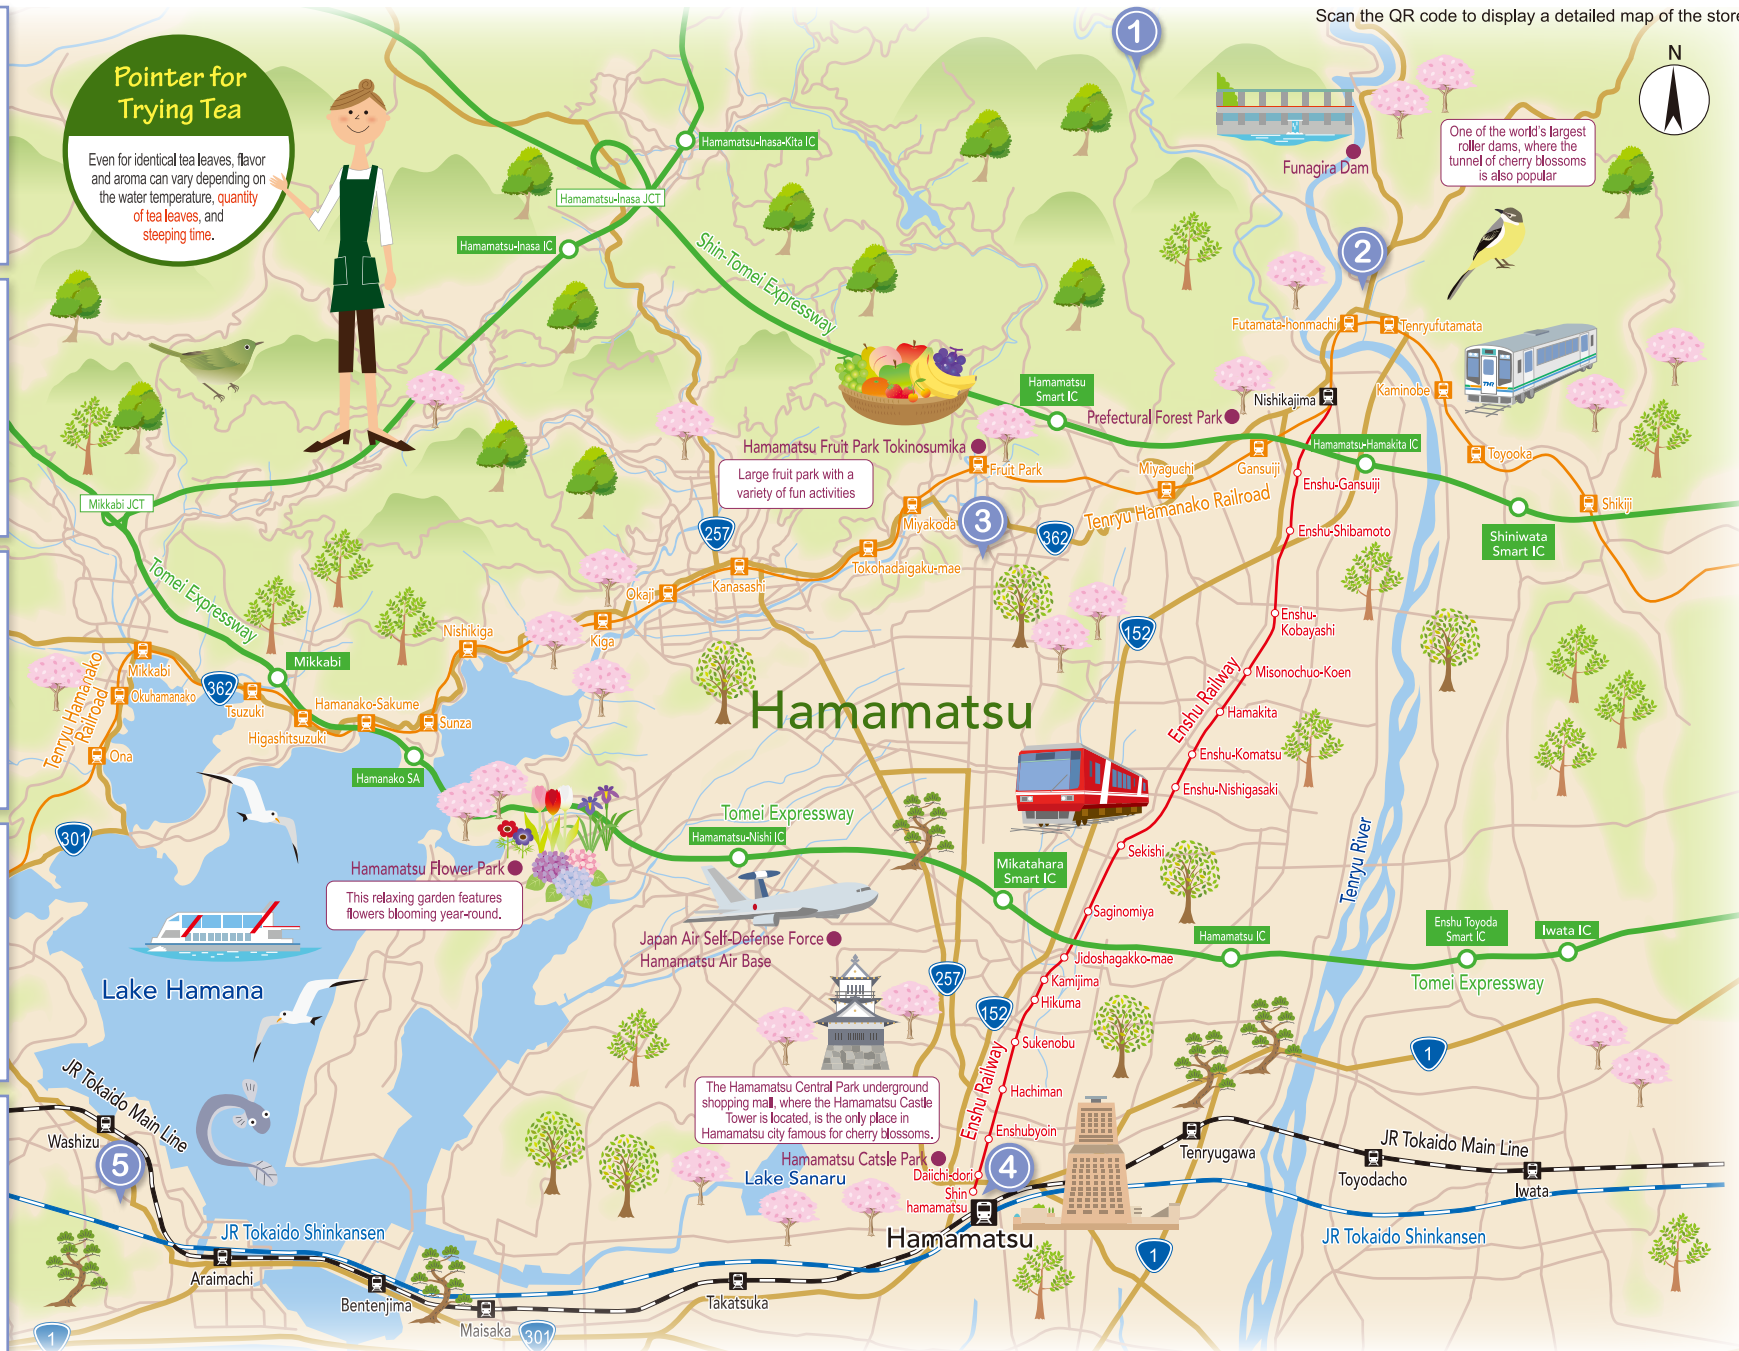 Scan the QR code to display a detailed map of the store
Pointer for
Trying Tea
Even for identical tea leaves, flavor
and aroma can vary depending on
the water temperature, quantity
of tea leaves, and
steeping time.
1
N
One of the world's largest
roller dams, where the
tunnel of cherry blossoms
is also popular
Funagira Dam
Hamamatsu-Inasa-Kita IC
Hamamatsu-Inasa JCT
Hamamatsu-Inasa IC
Shin-Tomei Expressway
2
Futamata-honmachi
Tenryufutamata
THR
Kaminobe
Nishikajima
Hamamatsu
Smart IC
Prefectural Forest Park
Hamamatsu-Hamakita IC
Hamamatsu Fruit Park Tokinosumika
Large fruit park with a
variety of fun activities
Fruit Park
Miyaguchi
Gansuiji
Toyooka
Enshu-Gansuiji
Tenryu Hamanako Railroad
Shikiji
Mikkabi JCT
Miyakoda
3
257
362
Enshu-Shibamoto
Shiniwata
Smart IC
Tokohadaigaku-mae
Kanasashi
Okaji
Kiga
Tomei Expressway
Nishikiga
Enshu-
Kobayashi
152
Tenryu Hamanako
Railroad
Mikkabi
Mikkabi
Okuhamanako
362
Tsuzuki
Hamanako-Sakume
Higashitsuzuki
Sunza
Ona
Hamanako SA
Misonochuo-Koen
Enshu Railway
Hamamatsu
Hamakita
Enshu-Komatsu
Enshu-Nishigasaki
301
Tomei Expressway
Hamamatsu-Nishi IC
Sekishi
Tenryu River
Hamamatsu Flower Park
This relaxing garden features
flowers blooming year-round.
Mikatahara
Smart IC
Saginomiya
Japan Air Self-Defense Force
Hamamatsu Air Base
Hamamatsu IC
Enshu Toyoda
Smart IC
Iwata IC
Jidoshagakko-mae
Tomei Expressway
Lake Hamana
257
Kamijima
Hikuma
152
Sukenobu
1
Enshu Railway
The Hamamatsu Central Park underground
shopping mall, where the Hamamatsu Castle
Tower is located, is the only place in
Hamamatsu city famous for cherry blossoms.
Hachiman
JR Tokaido Main Line
Washizu
5
Enshubyoin
Hamamatsu Catsle Park
Lake Sanaru
Daiichi-dori
4
Shin
hamamatsu
Hamamatsu
Tenryugawa
JR Tokaido Main Line
Toyodacho
Iwata
JR Tokaido Shinkansen
JR Tokaido Shinkansen
1
Araimachi
Bentenjima
Takatsuka
Maisaka
1
301